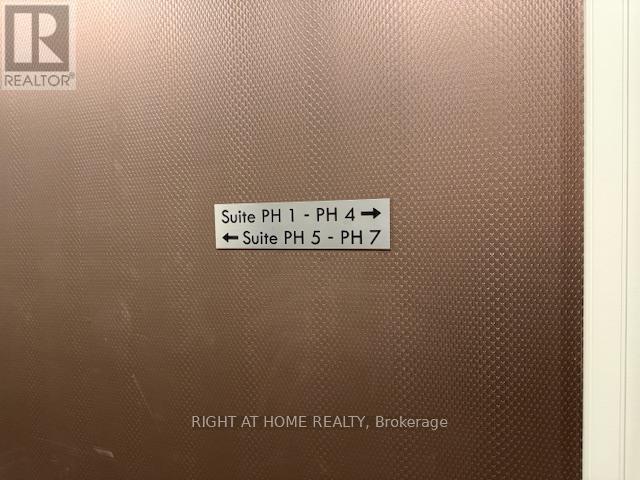 R
REALTOR®
Suite PH 1 - PH 4 →
← Suite PH 5 - PH 7
RIGHT AT HOME REALTY, Brokerage